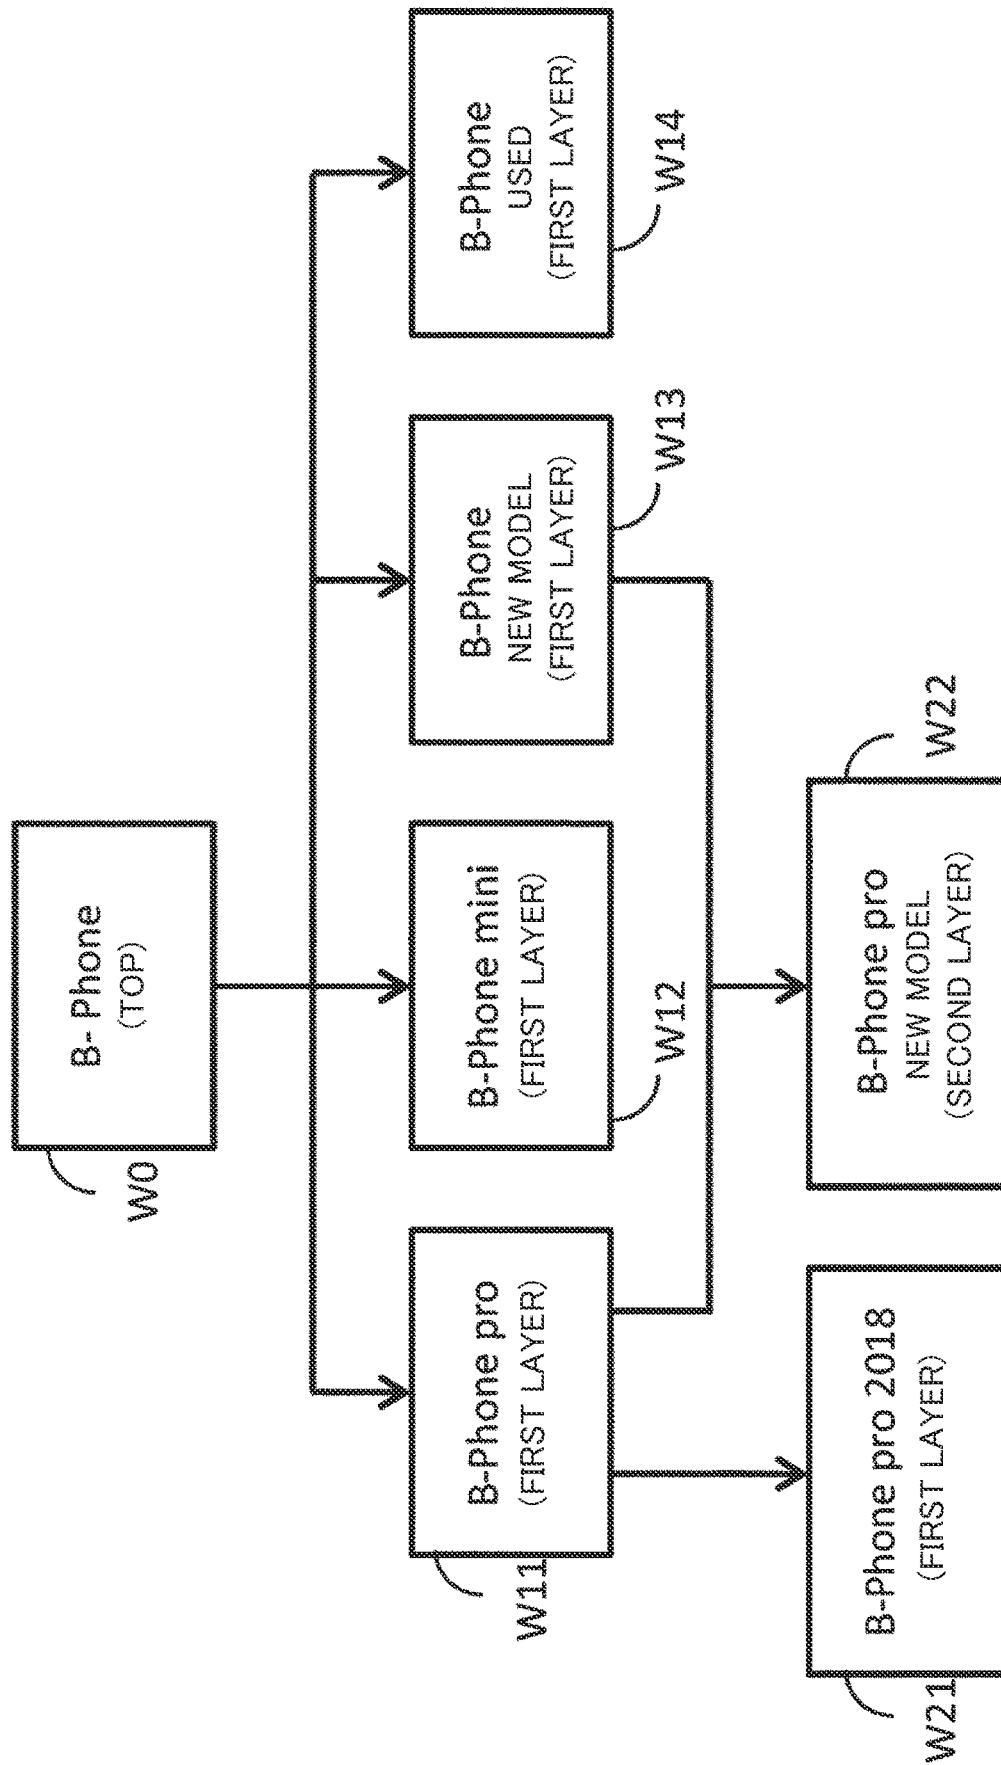 B- Phone
(TOP)
W0
B-Phone pro
(FIRST LAYER)
W11
B-Phone mini
(FIRST LAYER)
W12
B-Phone
NEW MODEL
(FIRST LAYER)
W13
B-Phone
USED
(FIRST LAYER)
W14
B-Phone pro 2018
(FIRST LAYER)
W21
B-Phone pro
NEW MODEL
(SECOND LAYER)
W22